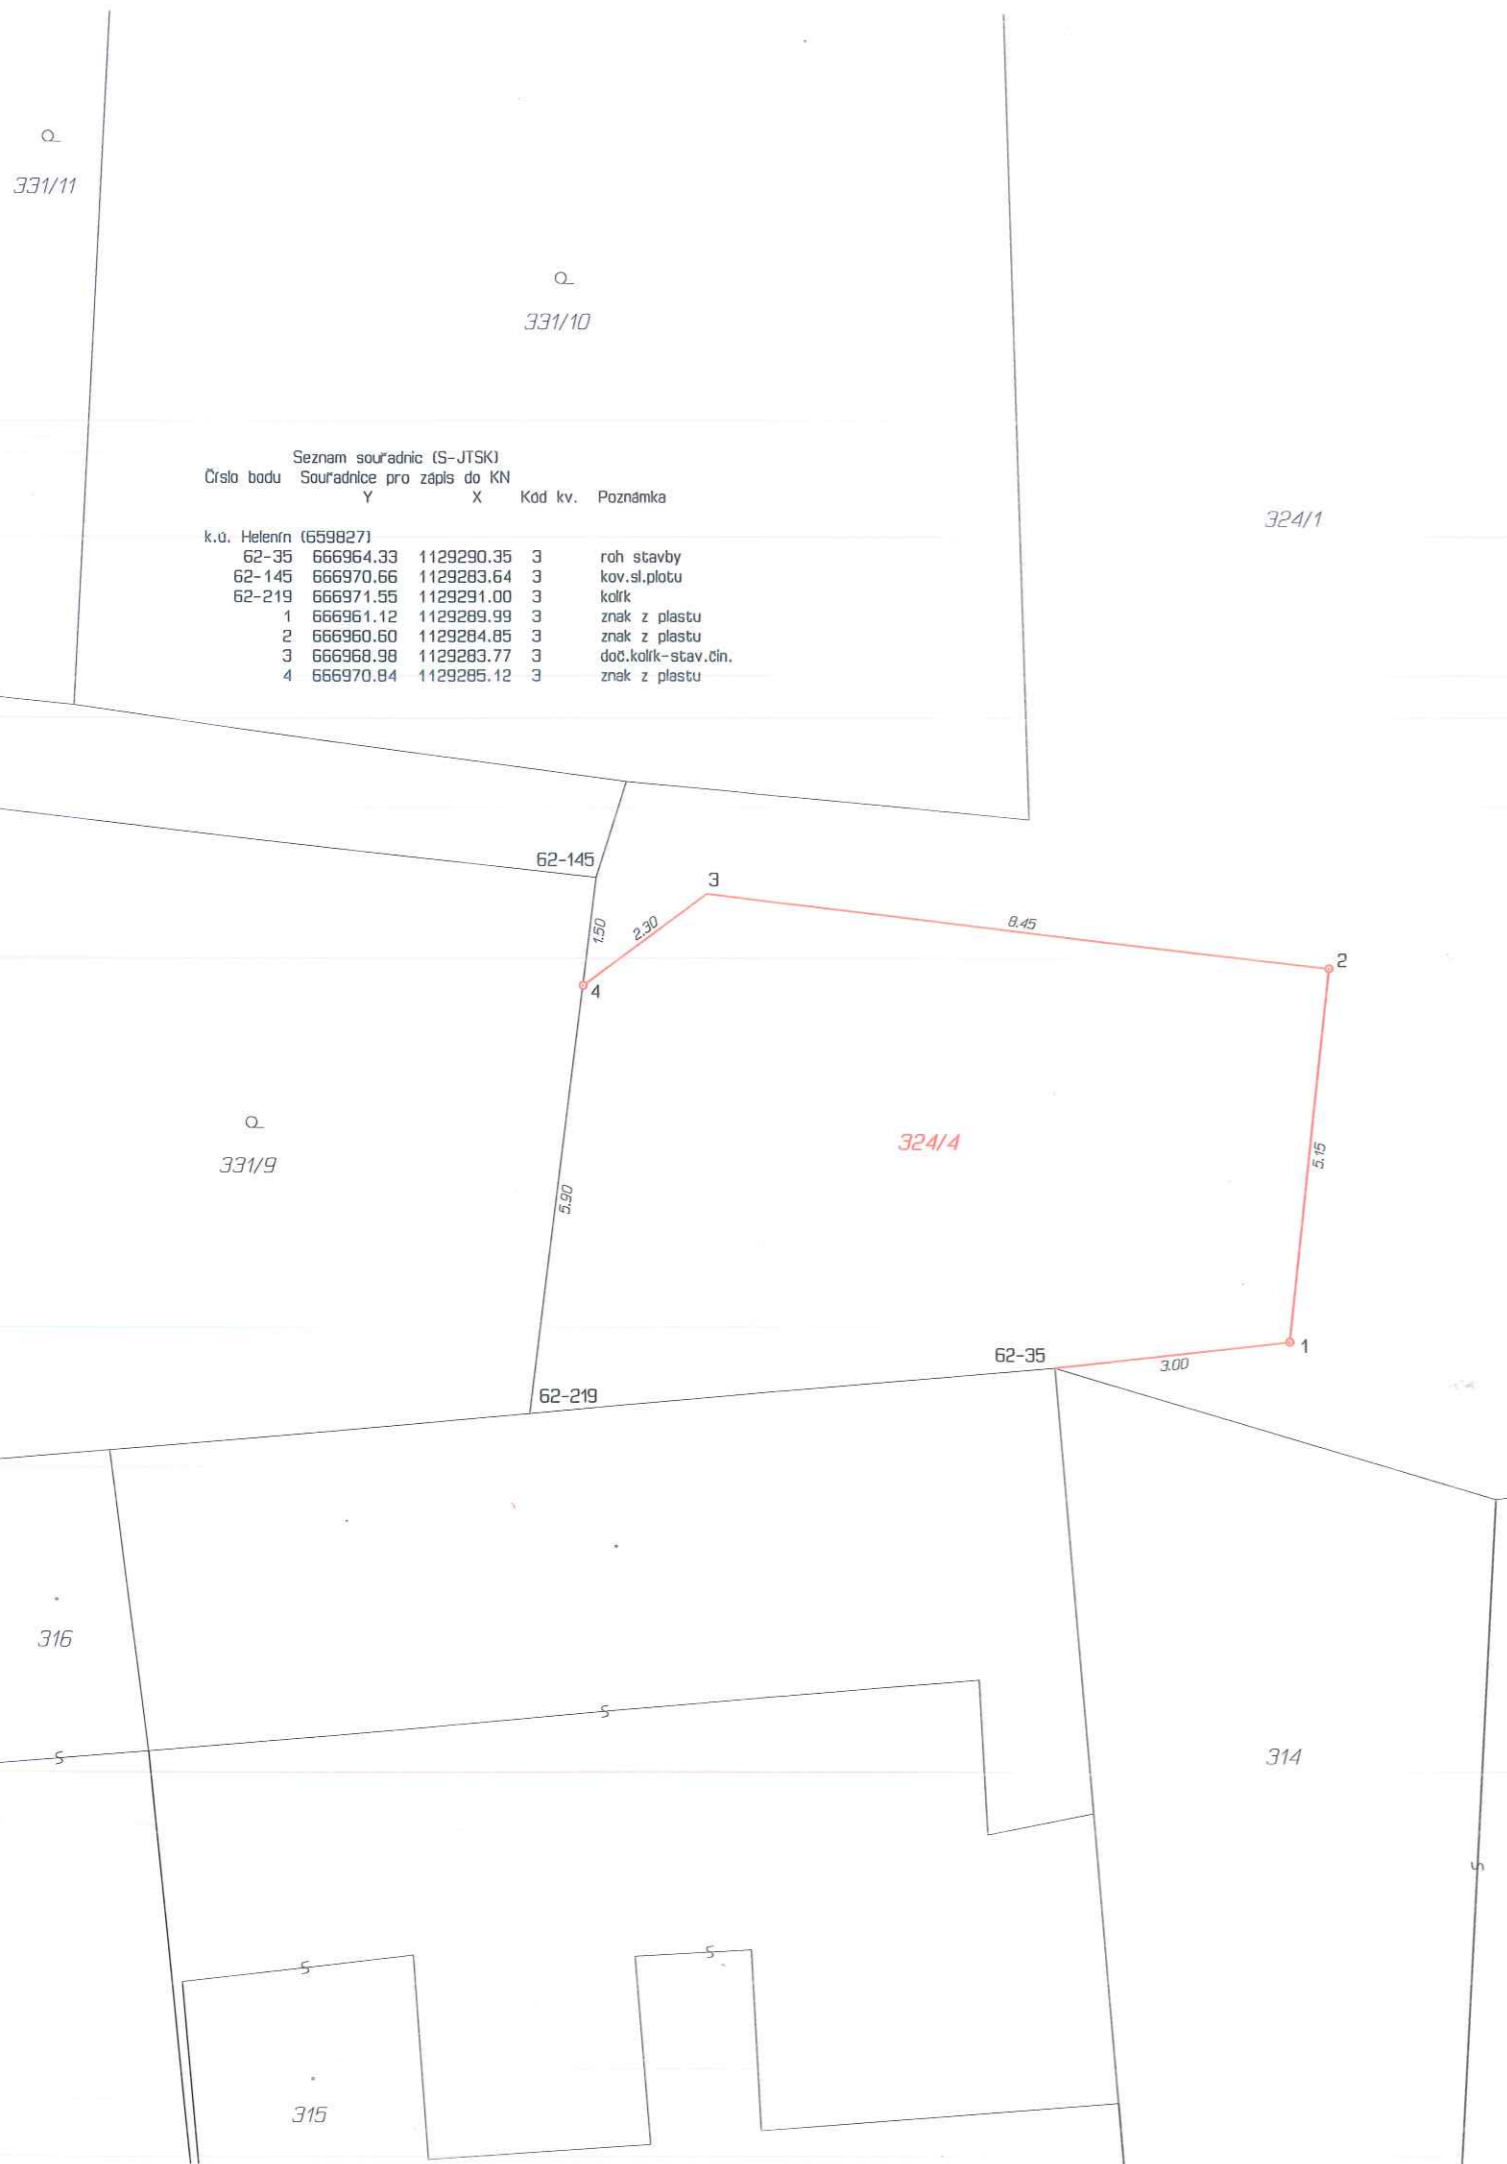 331/11
331/10
Seznam souřadnic (S-JTSK)
Číslo bodu Souřadnice pro zápis do KN
Y X Kód kv. Poznámka
324/1
k.ú. Helenín (659827)
62-35 666964.33 1129290.35 3 roh stavby
62-145 666970.66 1129283.64 3 kov.sl.plotu
62-219 666971.55 1129291.00 3 kolík
1 666961.12 1129289.99 3 znak z plastu
2 666960.60 1129284.85 3 znak z plastu
3 666968.98 1129283.77 3 doč.kolík-stav.čin.
4 666970.84 1129285.12 3 znak z plastu
62-145
3
1.50
2.30
8.45
2
4
324/4
5.15
331/9
5.90
62-35
1
3.00
62-219
316
314
315